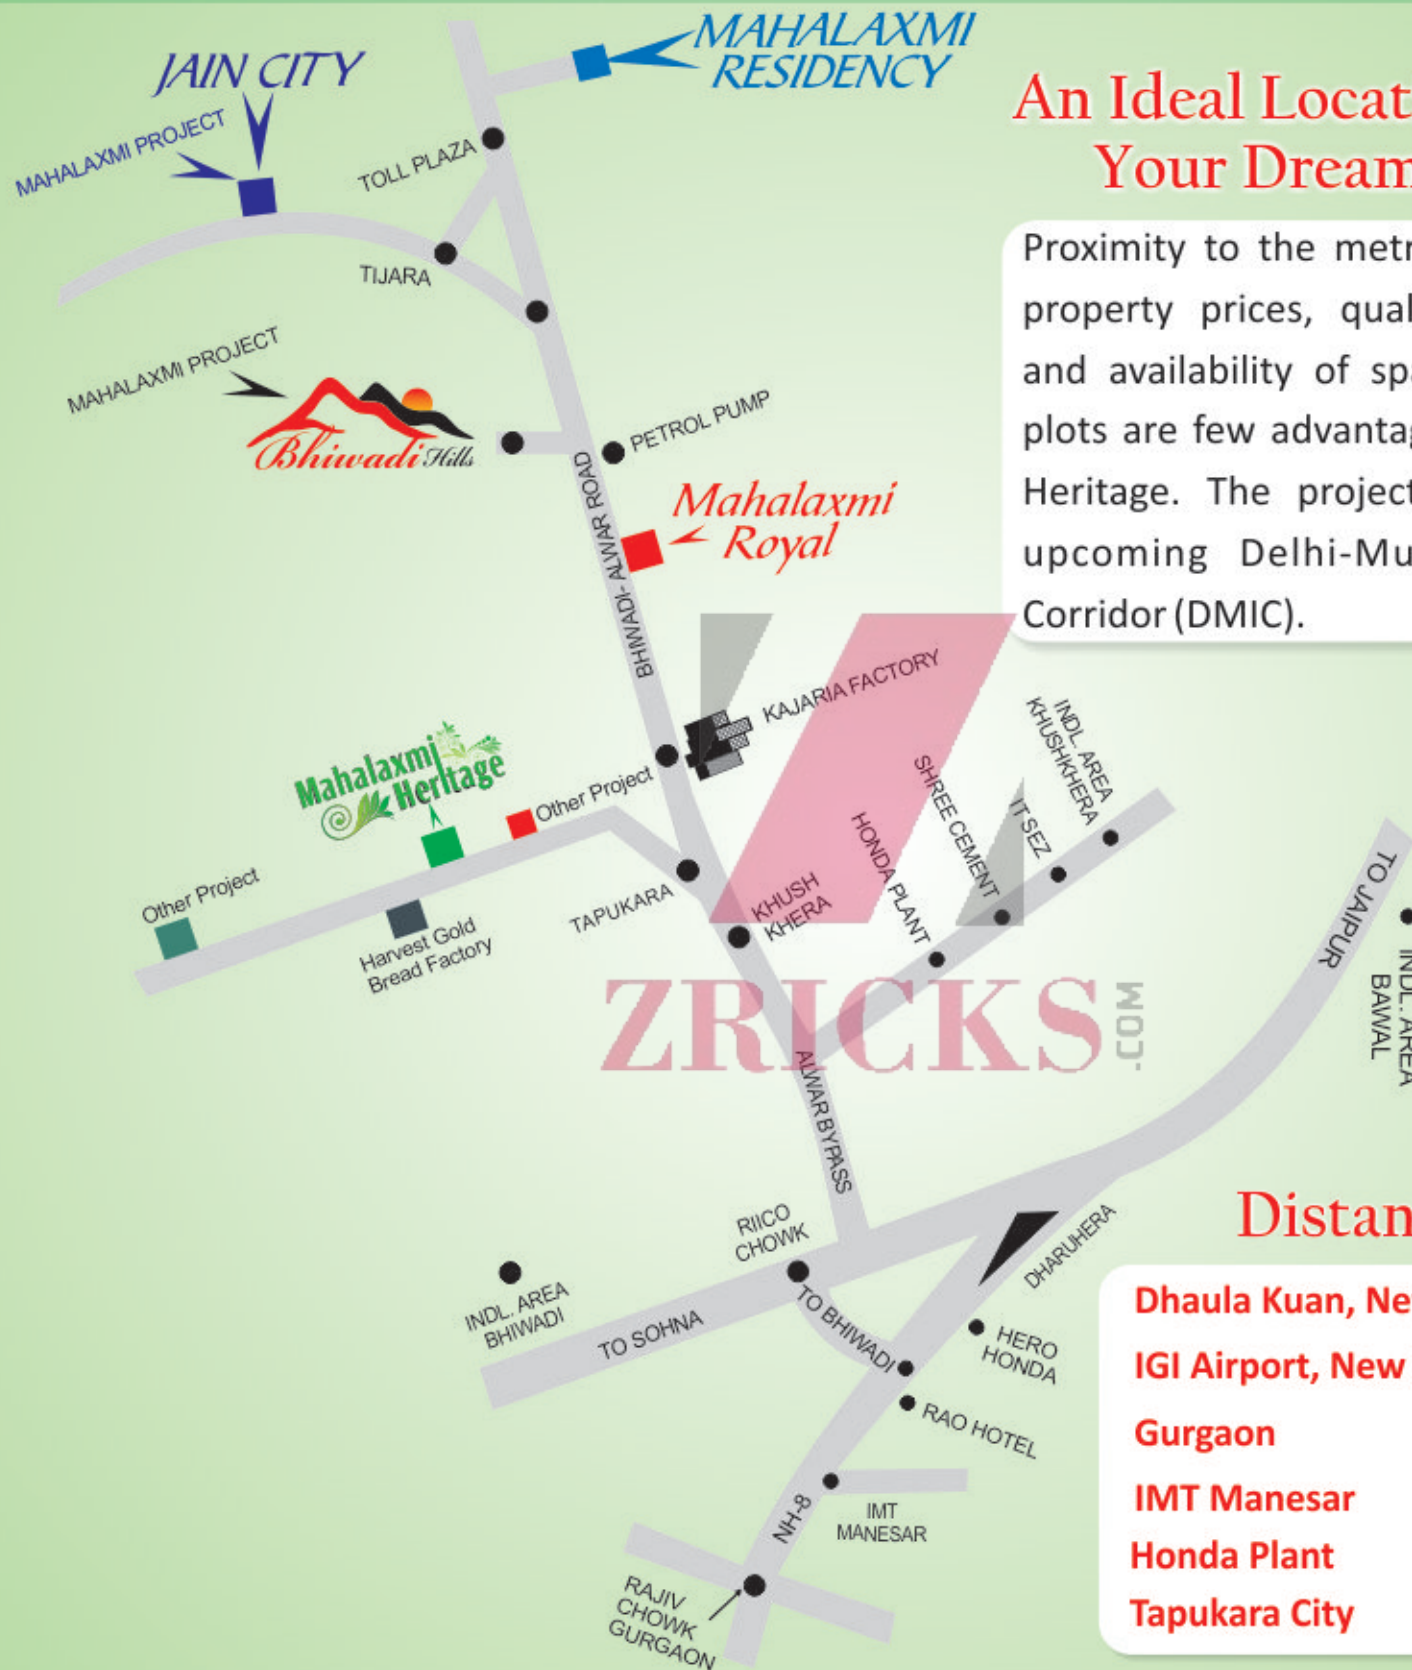 MAHALAXMI
RESIDENCY
JAIN CITY
MAHALAXMI PROJECT
TOLL PLAZA
An Ideal Locat
Your Dream
TIJARA
Proximity to the metr
property prices, qual
and availability of spa
plots are few advantag
Heritage. The project
upcoming Delhi-Mu
Corridor (DMIC).
MAHALAXMI PROJECT
Bhiwadi Hills
PETROL PUMP
BHIWADI-ALWAR ROAD
Mahalaxmi
Royal
KAJARIA FACTORY
Mahalaxmi
Heritage
Other Project
INDL. AREA
KHUSHKHERA
IT SEZ
SHREE CEMENT
HONDA PLANT
TAPUKARA
KHUSH
KHERA
Other Project
Harvest Gold
Bread Factory
TO JAIPUR
INDL. AREA
BAWAL
ZRICKS
.COM
ALWAR BYPASS
RIICO
CHOWK
INDL. AREA
BHIWADI
TO SOHNA
TO BHIWADI
DHARUHERA
HERO
HONDA
RAO HOTEL
NH-8
IMT
MANESAR
RAJIV
CHOWK
GURGAON
Distan
Dhaula Kuan, Ne
IGI Airport, New
Gurgaon
IMT Manesar
Honda Plant
Tapukara City